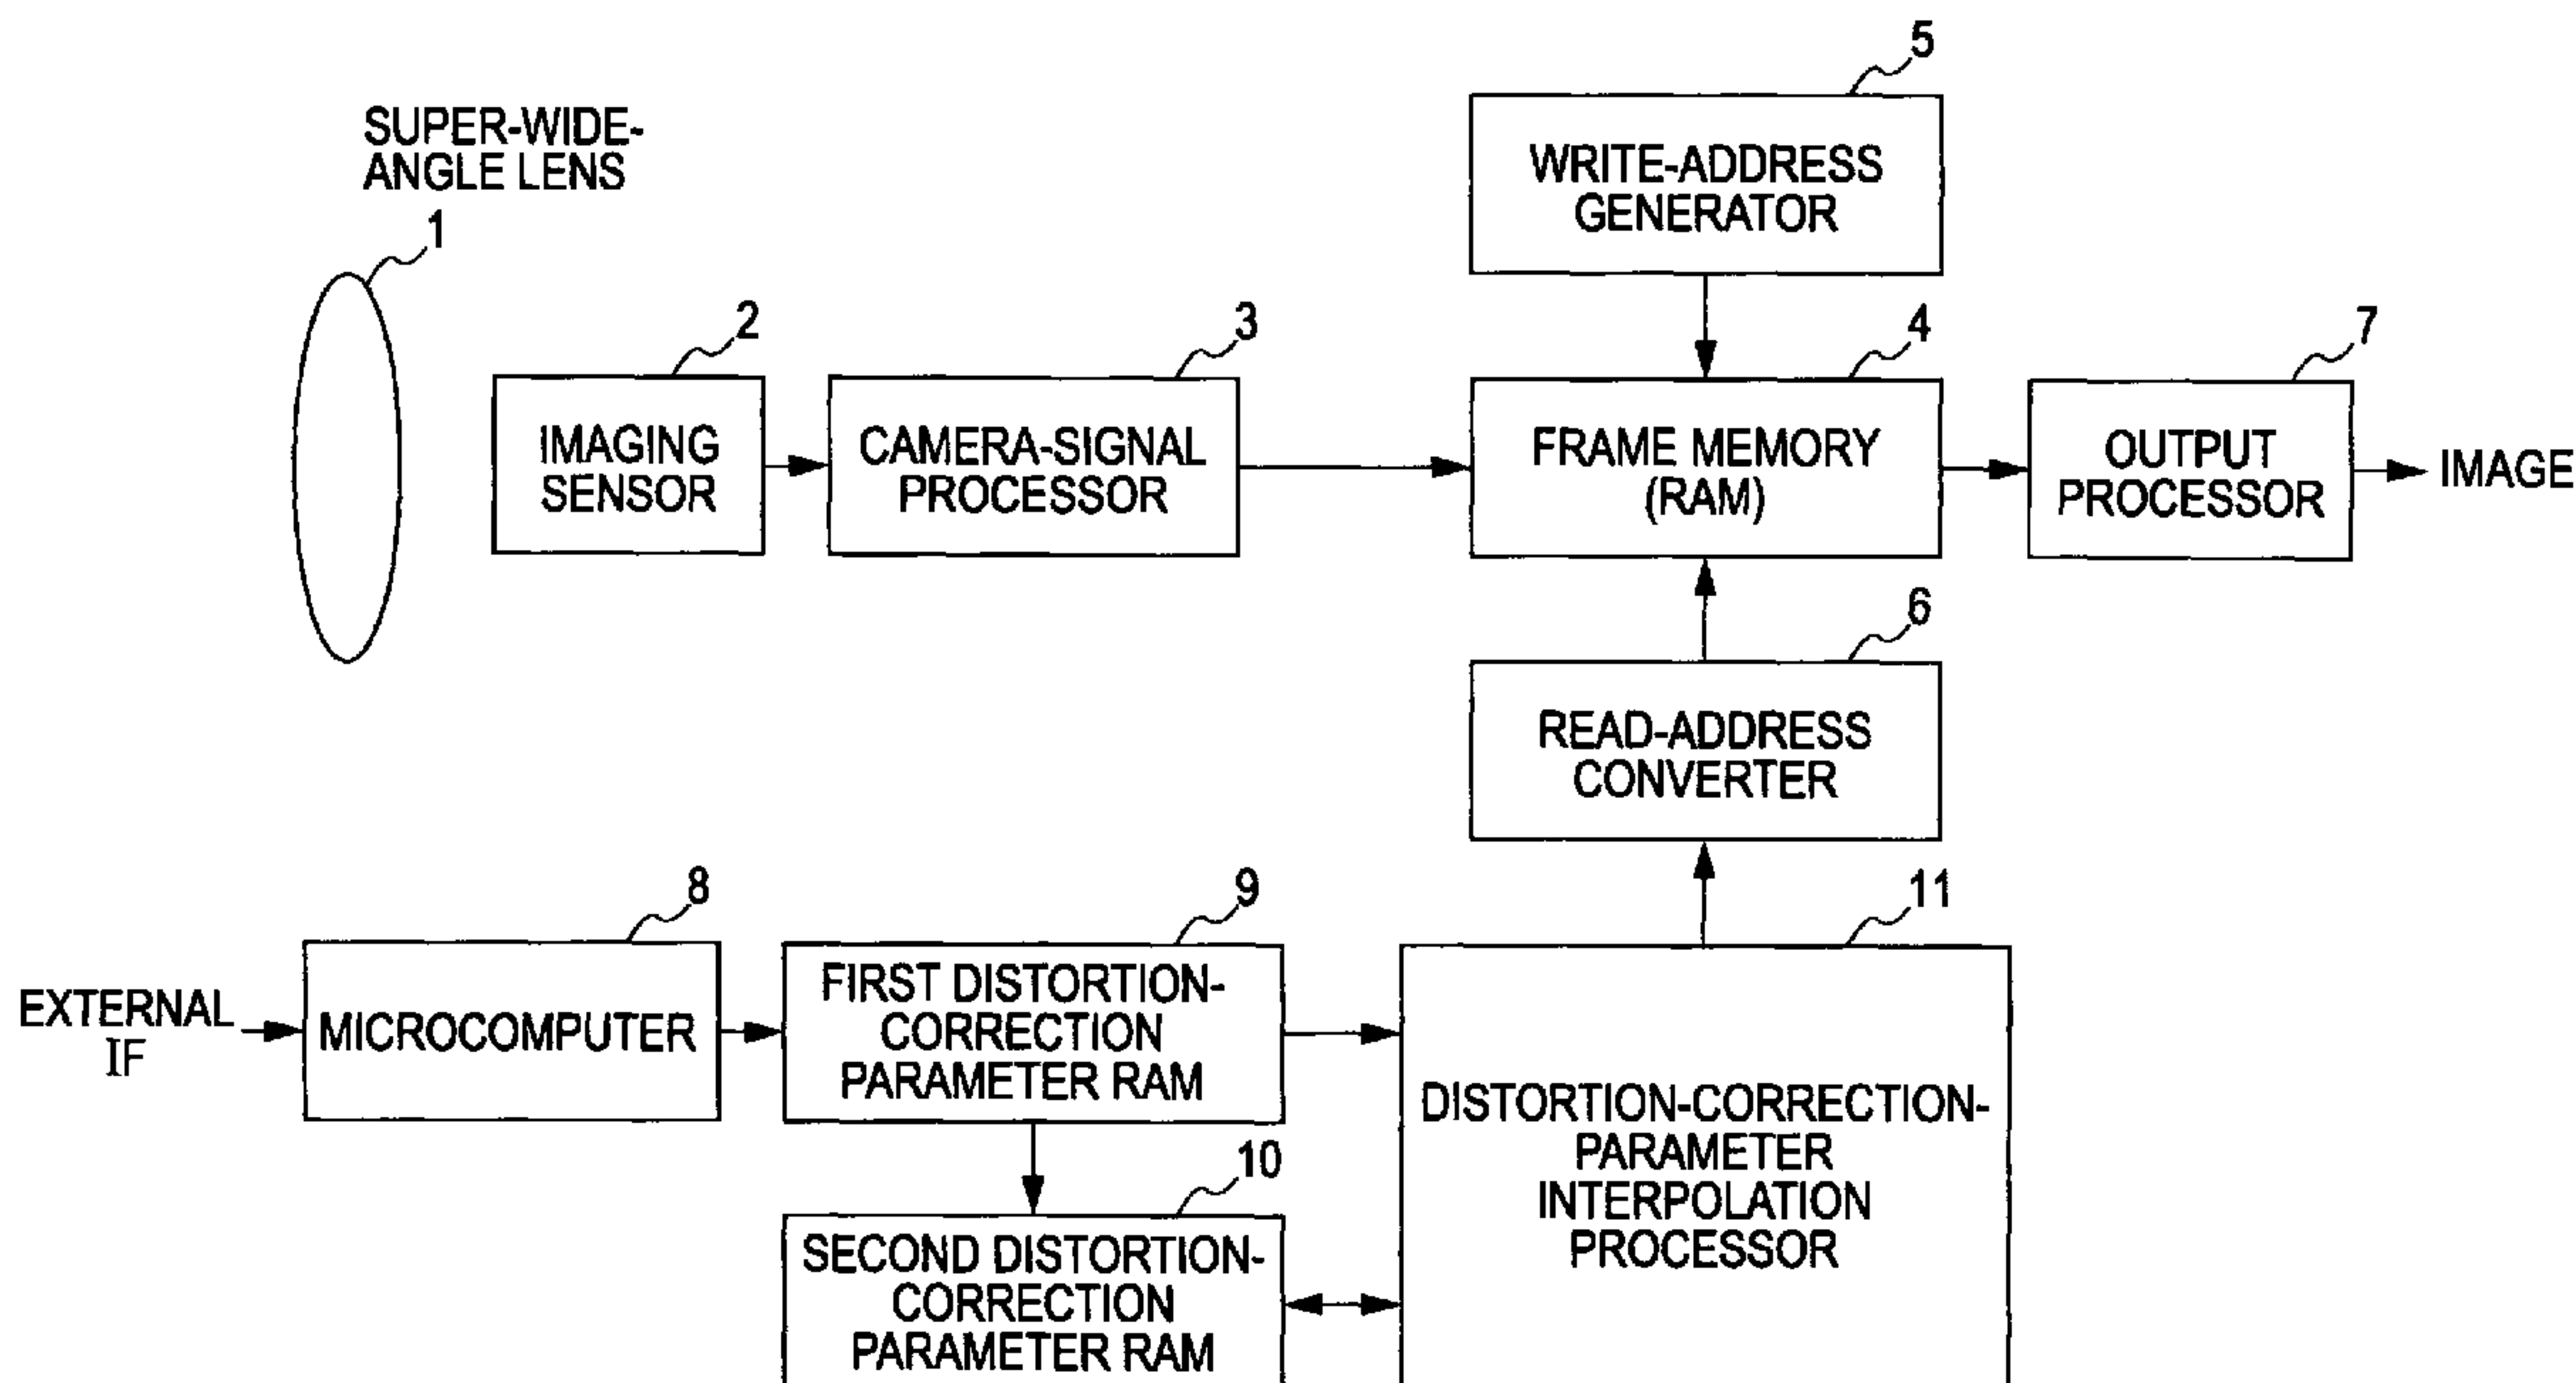 5
SUPER-WIDE-
ANGLE LENS
1
WRITE-ADDRESS
GENERATOR
2
3
4
7
IMAGING
SENSOR
CAMERA-SIGNAL
PROCESSOR
FRAME MEMORY
(RAM)
OUTPUT
PROCESSOR
IMAGE
6
READ-ADDRESS
CONVERTER
8
9
11
EXTERNAL
IF
MICROCOMPUTER
FIRST DISTORTION-
CORRECTION
PARAMETER RAM
DISTORTION-CORRECTION-
PARAMETER
INTERPOLATION
PROCESSOR
10
SECOND DISTORTION-
CORRECTION
PARAMETER RAM